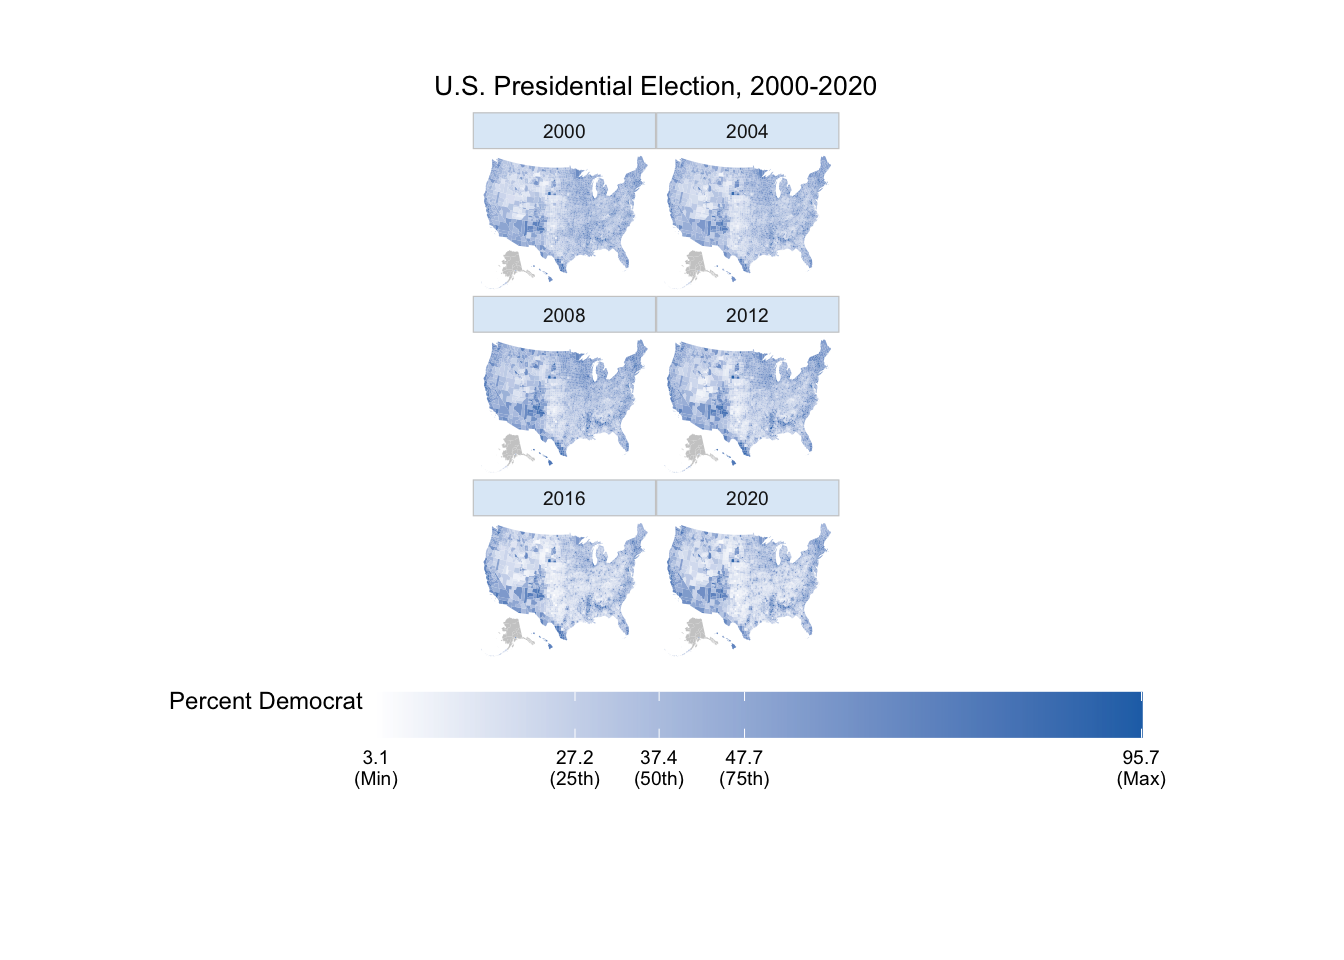 U.S. Presidential Election, 2000-2020
2000 2004
2008 2012
2016 2020
Percent Democrat
3.1 27.2 37.4 47.7 95.7
(Min) (25th) (50th) (75th) (Max)